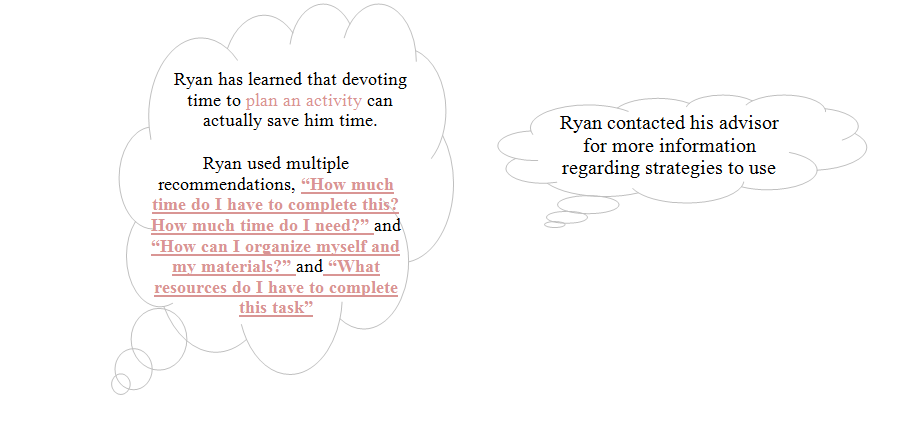 Ryan has learned that devoting
time to plan an activity can
actually save him time.
Ryan used multiple
recommendations, “How much
time do I have to complete this?
How much time do I need?” and
“How can I organize myself and
my materials?” and “What
resources do I have to complete
this task”
Ryan contacted his advisor
for more information
regarding strategies to use